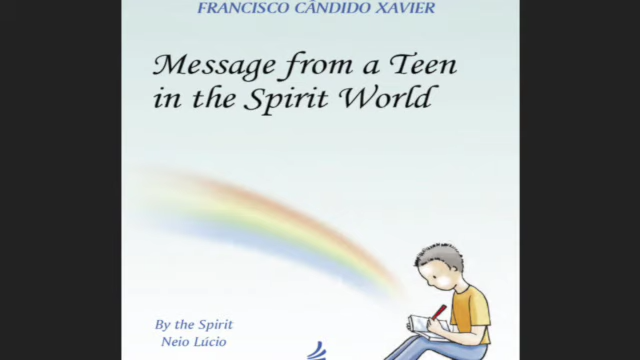 FRANCISCO CÂNDIDO XAVIER
Message from a Teen
in the Spirit World
By the Spirit
Neio Lúcio